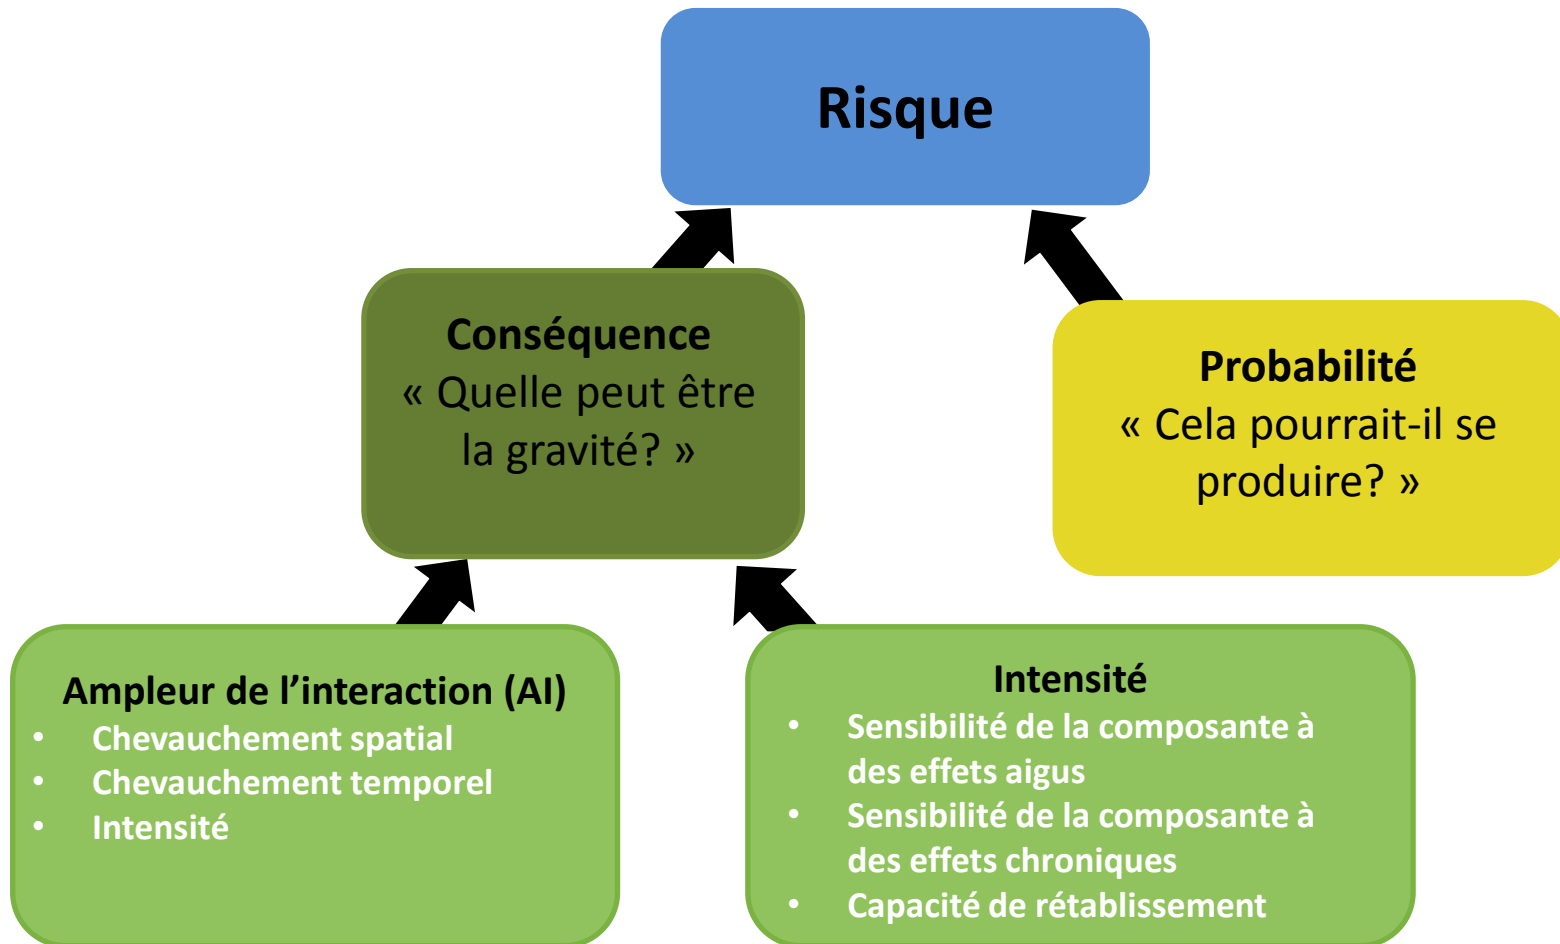 Risque
Conséquence
« Quelle peut être
la gravité? »
Probabilité
« Cela pourrait-il se
produire? »
Ampleur de l’interaction (AI)
• Chevauchement spatial
• Chevauchement temporel
• Intensité
Intensité
• Sensibilité de la composante à
des effets aigus
• Sensibilité de la composante à
des effets chroniques
• Capacité de rétablissement